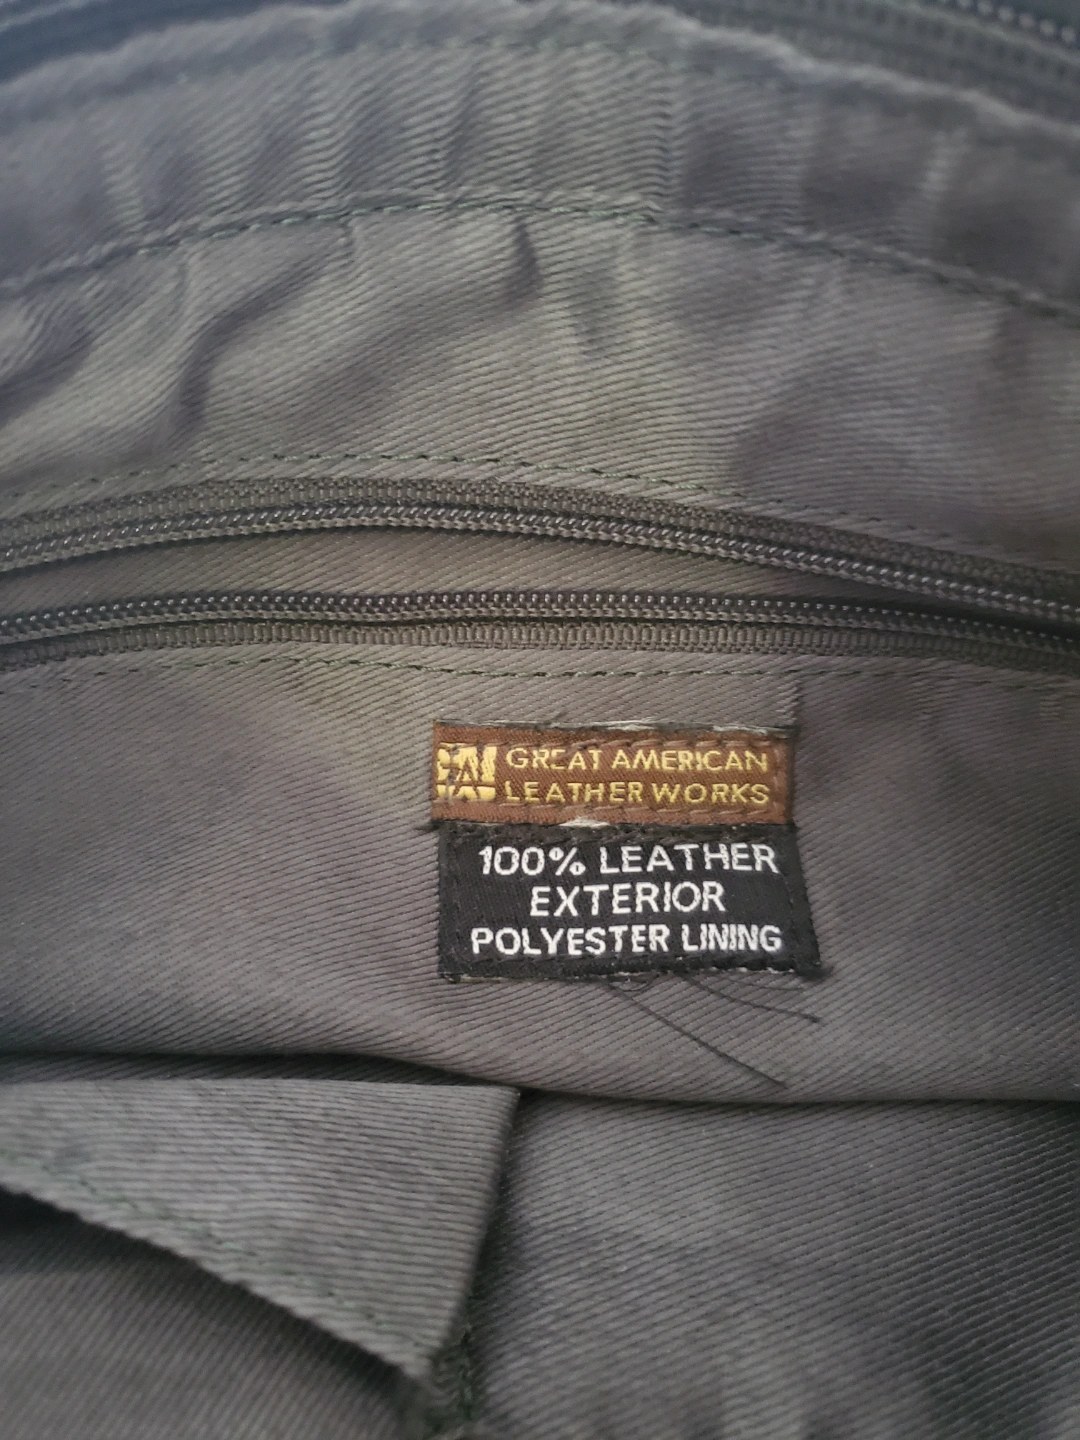 GREAT AMERICAN
LEATHER WORKS
100% LEATHER
EXTERIOR
POLYESTER LINING